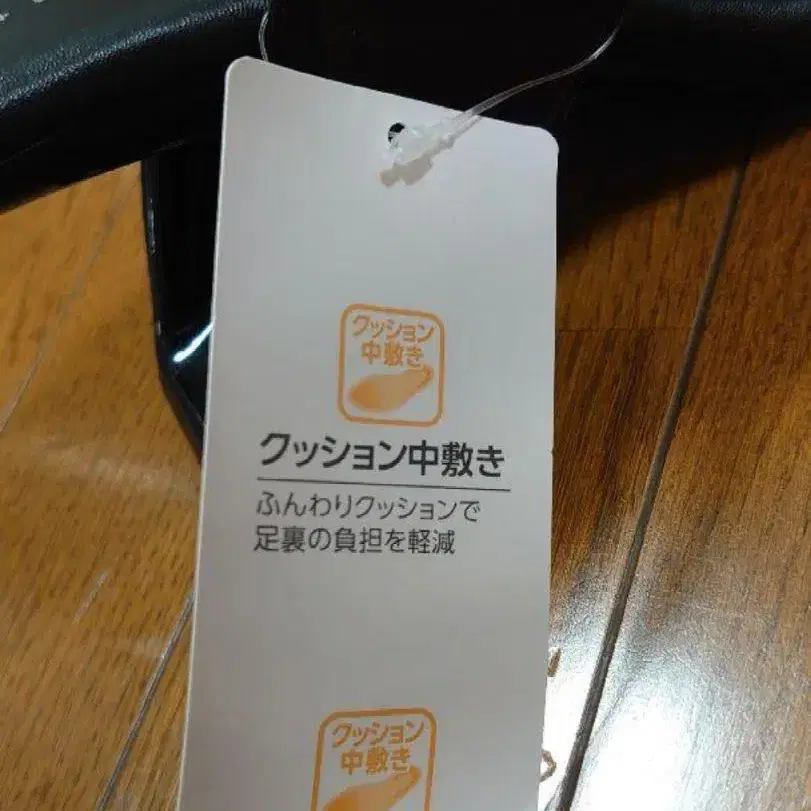 クッション
中敷き
クッション中敷き
ふんわりクッションで
足裏の負担を軽減
クッション
中敷き